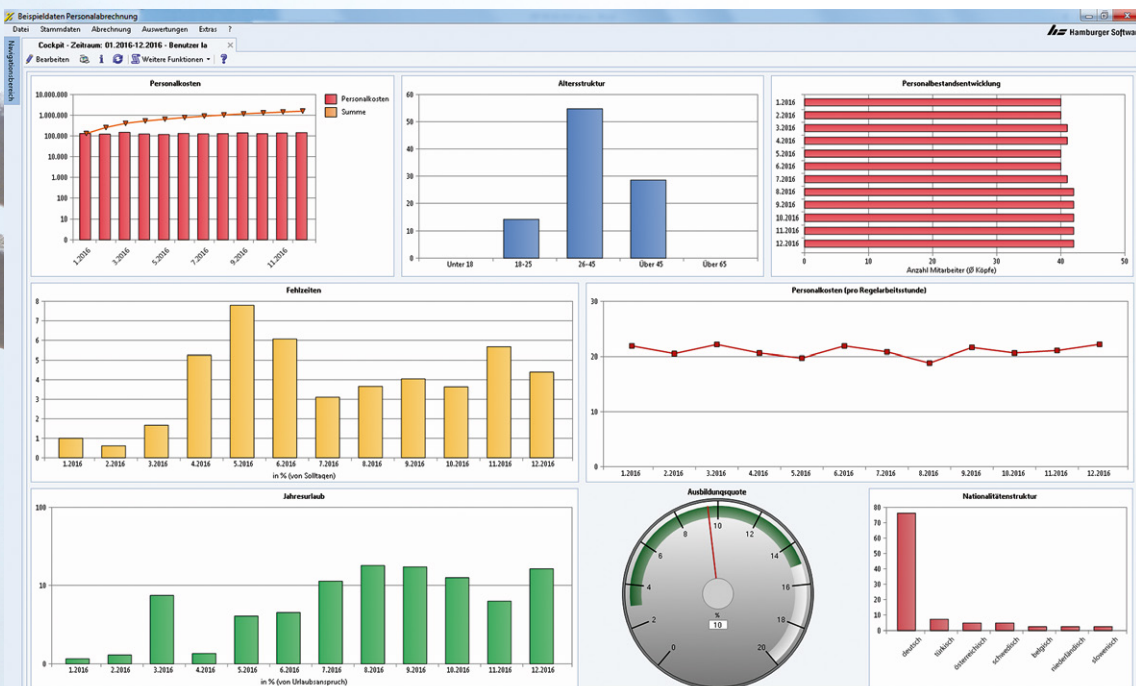 Beispieldaten Personalabrechnung
Datei Stammdaten Abrechnung Auswertungen Extras ?
Hamburger Softwar
Navigationsbereich
Cockpit - Zeitraum: 01.2016-12.2016 - Benutzer la
Bearbeiten i Weitere Funktionen ?
Personalkosten
10.000.000
1.000.000
100.000
10.000
1.000
100
10
0
1.2016 3.2016 5.2016 7.2016 9.2016 11.2016
Personalkosten
Summe
Altersstruktur
60
50
40
30
20
10
0
Unter 18 18-25 26-45 Über 45 Über 65
Personalbestandsentwicklung
1.2016
2.2016
3.2016
4.2016
5.2016
6.2016
7.2016
8.2016
9.2016
10.2016
11.2016
12.2016
0 10 20 30 40 50
Anzahl Mitarbeiter (Ø Köpfe)
Fehlzeiten
8
7
6
5
4
3
2
1
0
1.2016 2.2016 3.2016 4.2016 5.2016 6.2016 7.2016 8.2016 9.2016 10.2016 11.2016 12.2016
in % (von Solltagen)
Personalkosten (pro Regelarbeitsstunde)
30
20
10
0
1.2016 2.2016 3.2016 4.2016 5.2016 6.2016 7.2016 8.2016 9.2016 10.2016 11.2016 12.2016
Jahresurlaub
100
10
0
1.2016 2.2016 3.2016 4.2016 5.2016 6.2016 7.2016 8.2016 9.2016 10.2016 11.2016 12.2016
in % (von Urlaubsanspruch)
Ausbildungsquote
0 2 4 6 8 10 12 14 16 18 20
%
10
Nationalitätenstruktur
80
70
60
50
40
30
20
10
0
deutsch türkisch österreichisch schwedisch belgisch niederländisch slowenisch